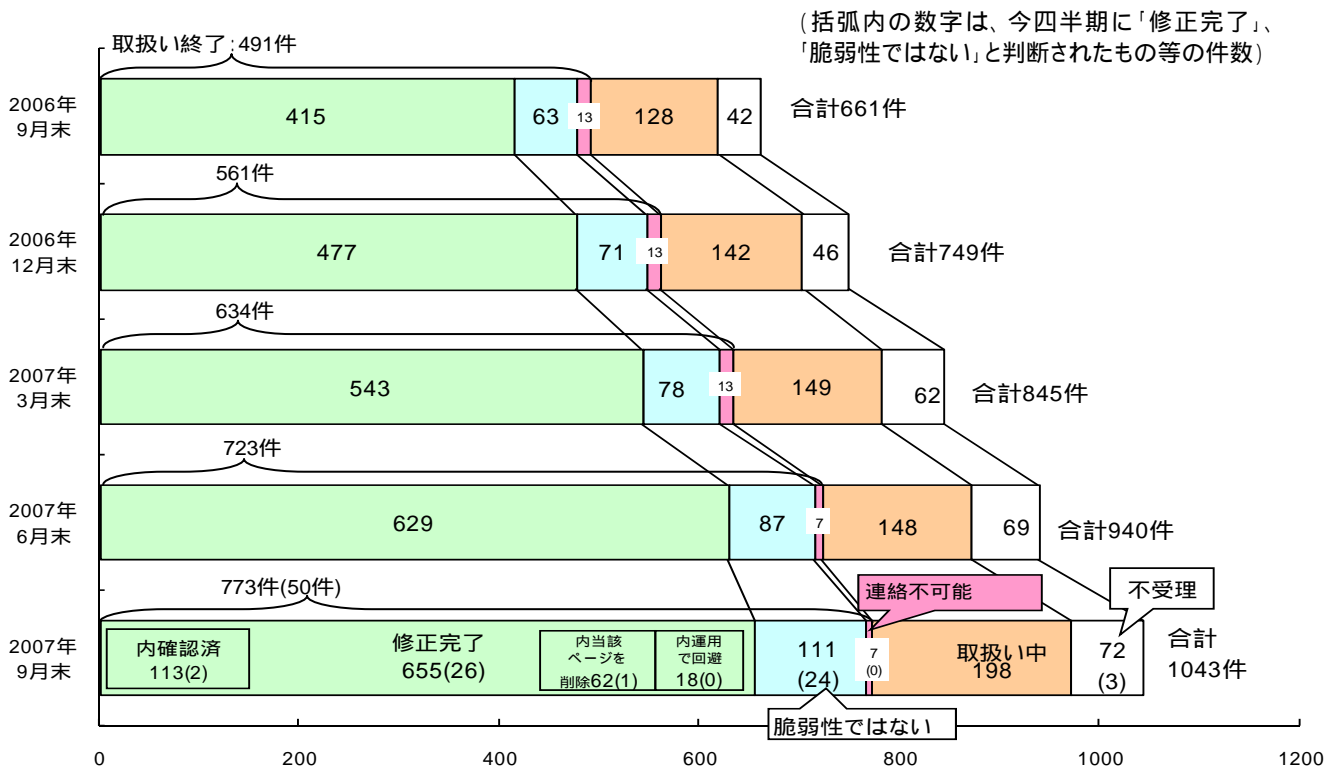 (括弧内の数字は、今四半期に「修正完了」、
「脆弱性ではない」と判断されたもの等の件数)
取扱い終了:491件
2006年
9月末
415
63
13
128
42
合計661件
561件
2006年
12月末
477
71
13
142
46
合計749件
634件
2007年
3月末
543
78
13
149
62
合計845件
723件
2007年
6月末
629
87
7
148
69
合計940件
773件(50件)
連絡不可能
不受理
2007年
9月末
内確認済
113(2)
修正完了
655(26)
内当該
ページを
削除62(1)
内運用
で回避
18(0)
111
(24)
7
(0)
取扱い中
198
72
(3)
合計
1043件
脆弱性ではない
0
200
400
600
800
1000
1200